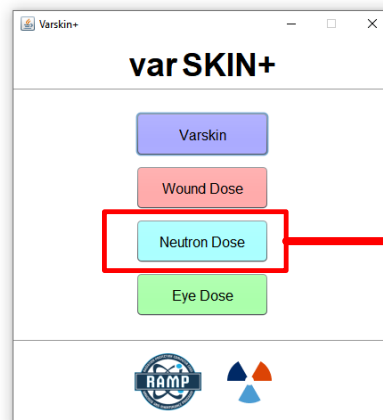 Varskin+
var SKIN+
Varskin
Wound Dose
Neutron Dose
Eye Dose
RAMP